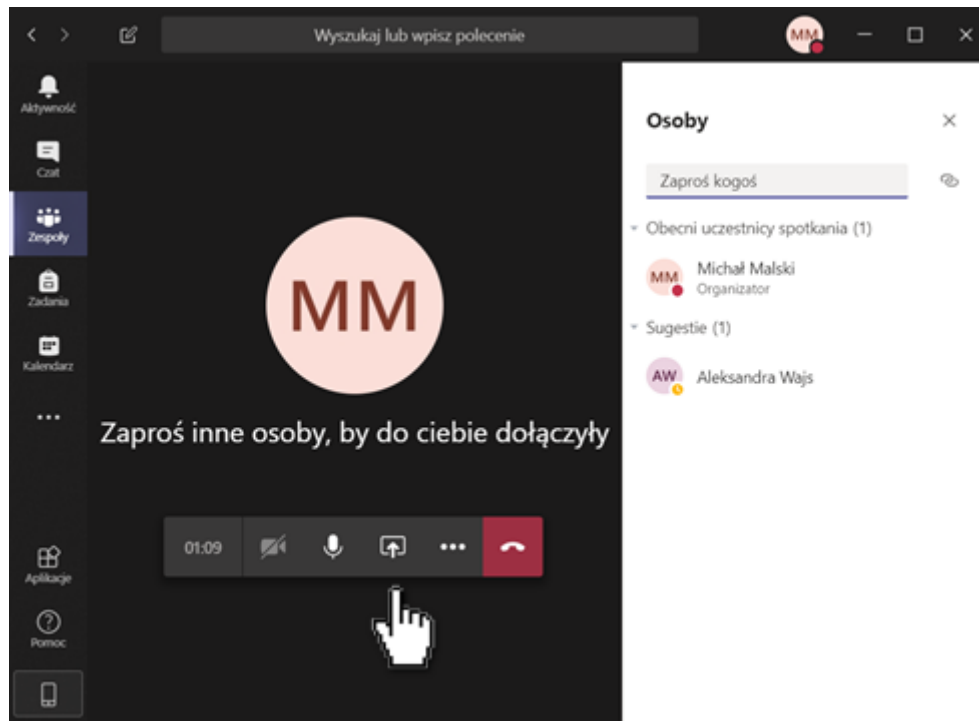 Wyszukaj lub wpisz polecenie
MM
Aktywność
Czat
Zespoły
Zadania
Kalendarz
Aplikacje
Pomoc
MM
Zaproś inne osoby, by do ciebie dołączyły
01:09
Osoby
Zaproś kogoś
Obecni uczestnicy spotkania (1)
MM
Michał Malski
Organizator
Sugestie (1)
AW
Aleksandra Wajs